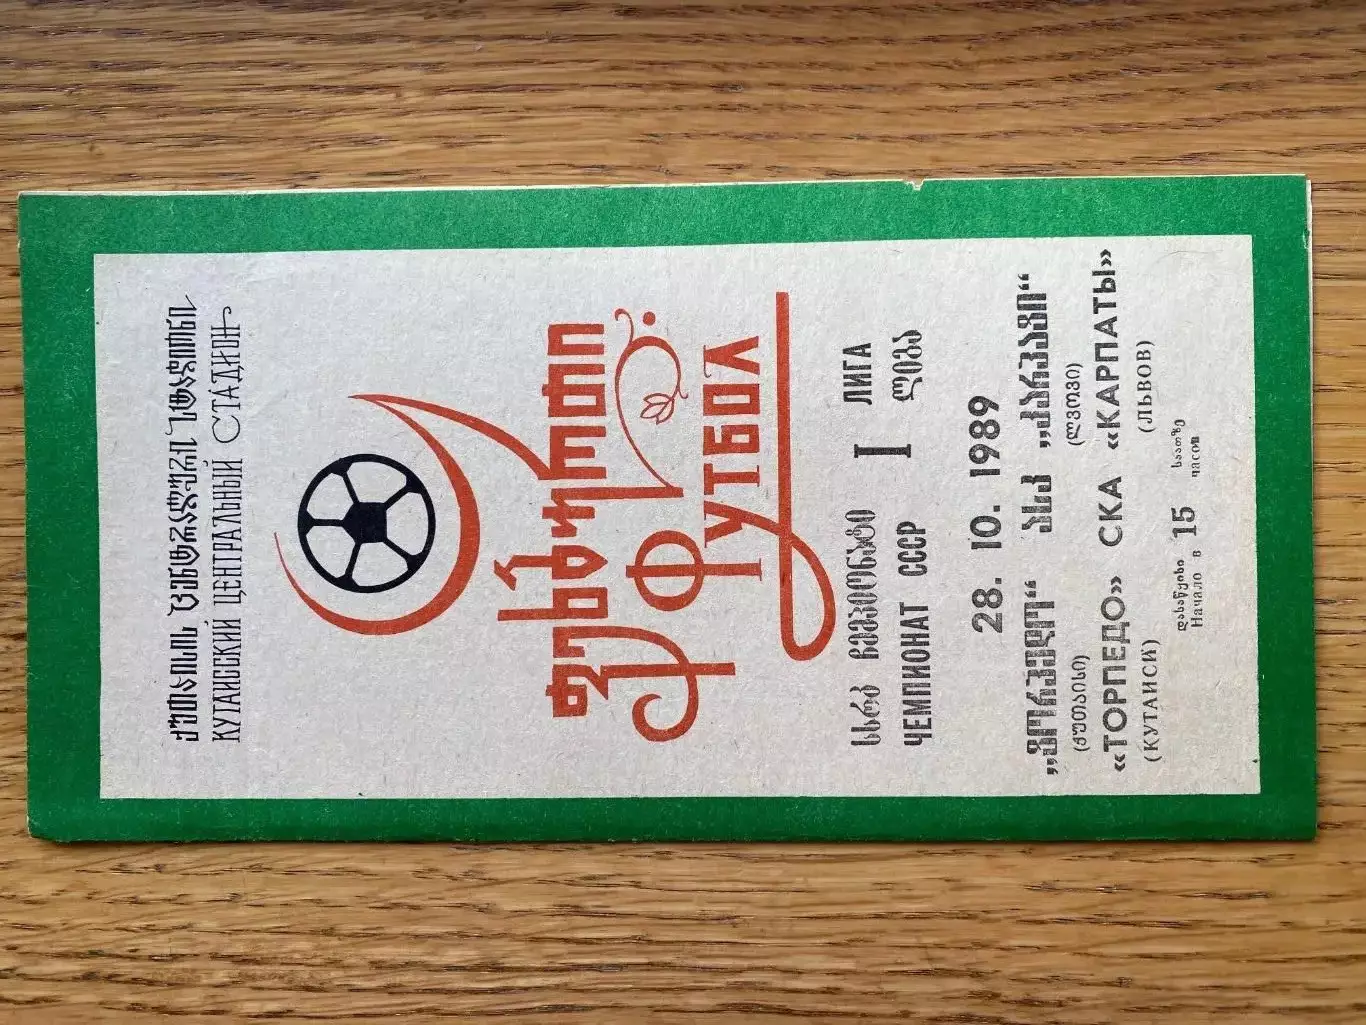 ქუთაისის ცენტრალური სტადიონი
КУТАИССКИЙ ЦЕНТРАЛЬНЫЙ СТАДИОН
ფეხბურთი
ФУТБОЛ
სსრკ ჩემპიონატი I ლიგა
ЧЕМПИОНАТ СССР I ЛИГА
28. 10. 1989
„ტორპედო“ ასკ „კარპატი“
(ქუთაისი) (ლვოვი)
«ТОРПЕДО» СКА «КАРПАТЫ»
(КУТАИСИ) (ЛЬВОВ)
დასაწყისი 15 საათზე
Начало в 15 часов